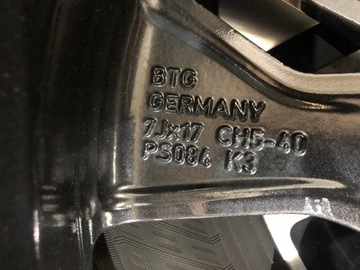 BTG
GERMANY
7Jx17 CH5-40
PS084 K3